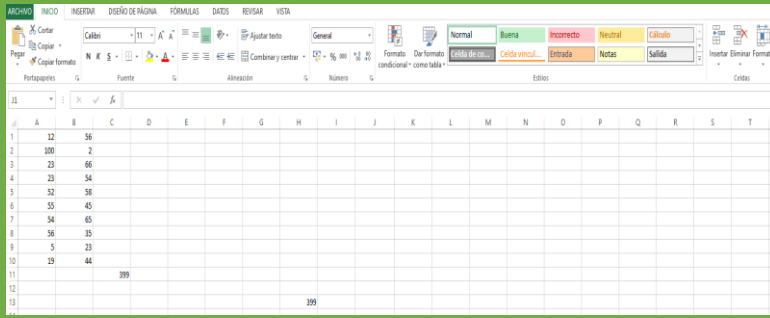 ARCHIVO INICIO INSERTAR DISEÑO DE PÁGINA FÓRMULAS DATOS REVISAR VISTA
Cortar
Copiar
Copiar formato
Pegar
Portapapeles
Calibri 11
N K S
Fuente
Ajustar texto
Combinar y centrar
Alineación
General
% 000
Número
Formato condicional
Dar formato como tabla
Normal Buena Incorrecto Neutral Cálculo
Celda de co... Celda vincul... Entrada Notas Salida
Estilos
Insertar Eliminar Format
Celdas
J1 fx
A B C D E F G H I J K L M N O P Q R S T
1 12 56
2 100 2
3 23 66
4 23 54
5 52 58
6 55 45
7 54 65
8 56 35
9 5 23
10 19 44
11 399
12
13 399